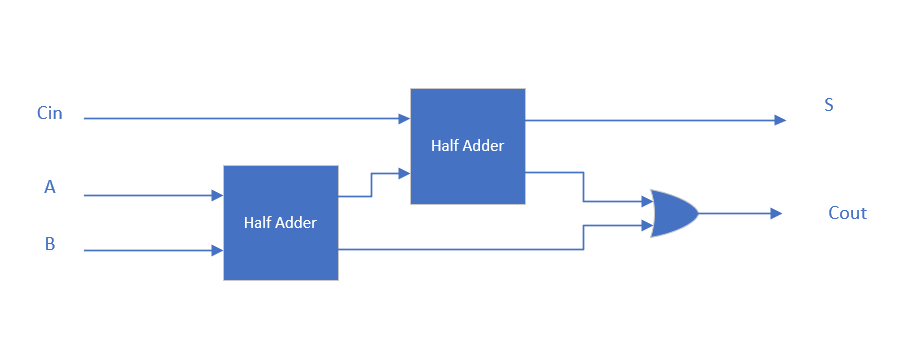 Cin
S
Half Adder
A
Half Adder
B
Cout